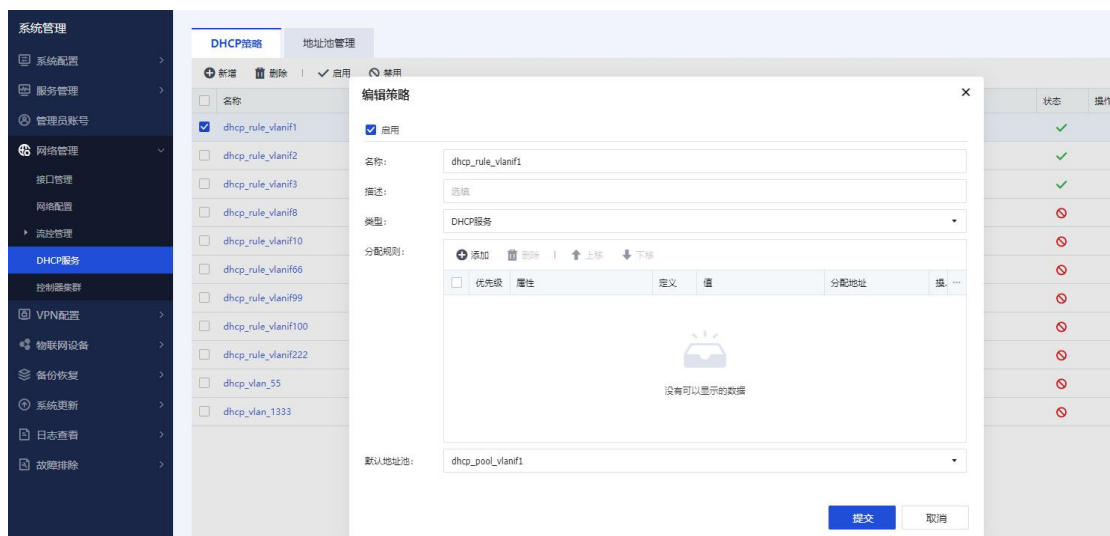 系统管理
系统配置
服务管理
管理员账号
网络管理
接口管理
网络配置
流控管理
DHCP服务
控制器集群
VPN配置
物联网设备
备份恢复
系统更新
日志查看
故障排除
DHCP策略 地址池管理
新增 删除 启用 禁用
名称 状态 操作
dhcp_rule_vlanif1
dhcp_rule_vlanif2
dhcp_rule_vlanif3
dhcp_rule_vlanif8
dhcp_rule_vlanif10
dhcp_rule_vlanif66
dhcp_rule_vlanif99
dhcp_rule_vlanif100
dhcp_rule_vlanif222
dhcp_vlan_55
dhcp_vlan_1333
编辑策略
启用
名称: dhcp_rule_vlanif1
描述: 选填
类型: DHCP服务
分配规则: 添加 删除 上移 下移
优先级 属性 定义 值 分配地址 操...
没有可以显示的数据
默认地址池: dhcp_pool_vlanif1
提交 取消